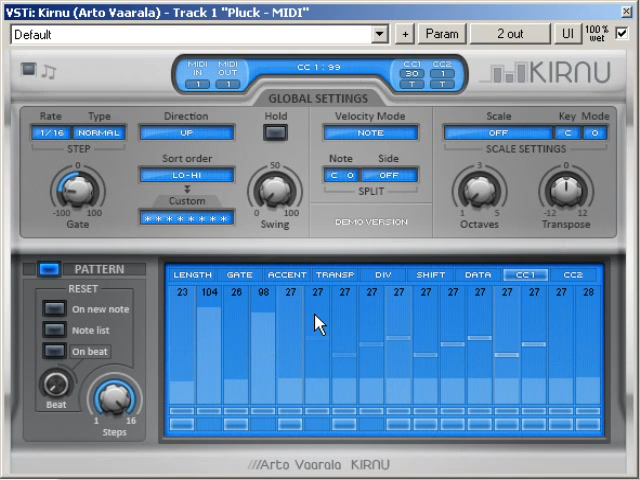 VSTi: Kirnu (Arto Vaarala) - Track 1 "Pluck - MIDI"
Default + Param 2 out UI 100% wet
MIDI IN MIDI OUT CC 1 : 99 CC1 CC2
1 1 30 1
T T
KIRNU
GLOBAL SETTINGS
Rate Type Direction Hold Velocity Mode Scale Key Mode
1/16 NORMAL UP NOTE OFF C 0
STEP SCALE SETTINGS
Sort order Note Side
0 LO-HI 50 C 0 OFF 3 0
Custom SPLIT
-100 100 * * * * * * * * 0 100 DEMO VERSION 1 5 -12 12
Gate Swing Octaves Transpose
PATTERN LENGTH GATE ACCENT TRANSP DIV SHIFT DATA CC1 CC2
RESET 23 104 26 98 27 27 27 27 27 27 27 27 27 27 27 28
On new note
Note list
On beat
Beat 1 16
Steps
///Arto Vaarala KIRNU